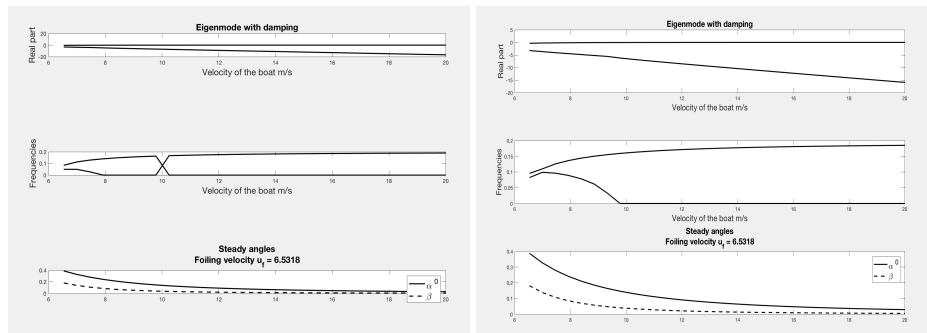 Eigenmode with damping
Real part
20
0
-20
6 8 10 12 14 16 18 20
Velocity of the boat m/s
Frequencies
0.2
0.1
0
6 8 10 12 14 16 18 20
Velocity of the boat m/s
Steady angles
Foiling velocity u_f = 6.5318
0.4
0.2
0
α 0
β
6 8 10 12 14 16 18 20
Eigenmode with damping
Real part
5
0
-5
-10
-15
-20
6 8 10 12 14 16 18 20
Frequencies
0.2
0.15
0.1
0.05
0
6 8 10 12 14 16 18 20
Velocity of the boat m/s
Steady angles
Foiling velocity u_f = 6.5318
0.4
0.3
0.2
0.1
0
α 0
β
6 8 10 12 14 16 18 20